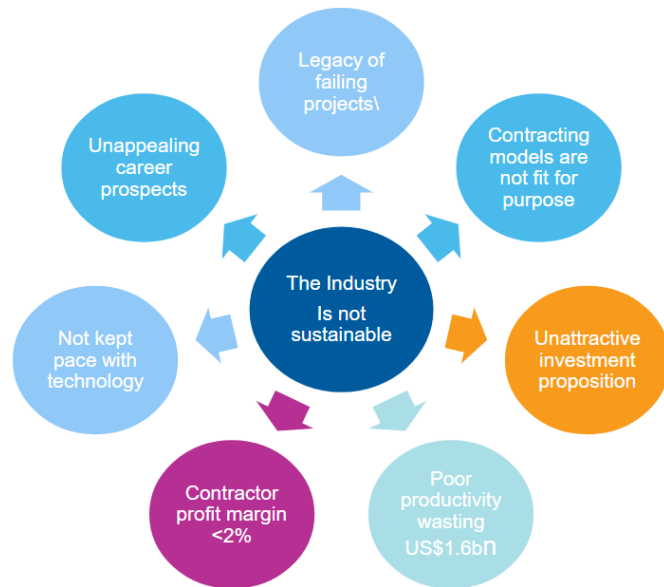 Legacy of
failing
projects\
Contracting
models are
not fit for
purpose
Unattractive
investment
proposition
Poor
productivity
wasting
US$1.6bn
Contractor
profit margin
<2%
Not kept
pace with
technology
Unappealing
career
prospects
The Industry
Is not
sustainable